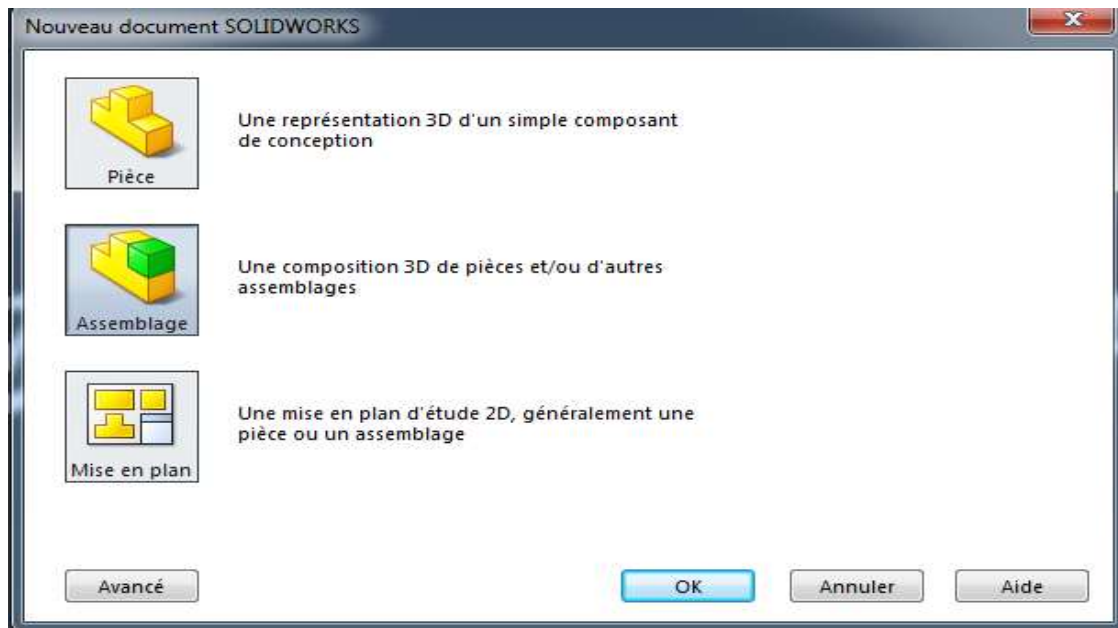 Nouveau document SOLIDWORKS
Pièce
Une représentation 3D d'un simple composant
de conception
Assemblage
Une composition 3D de pièces et/ou d'autres
assemblages
Mise en plan
Une mise en plan d'étude 2D, généralement une
pièce ou un assemblage
Avancé
OK
Annuler
Aide